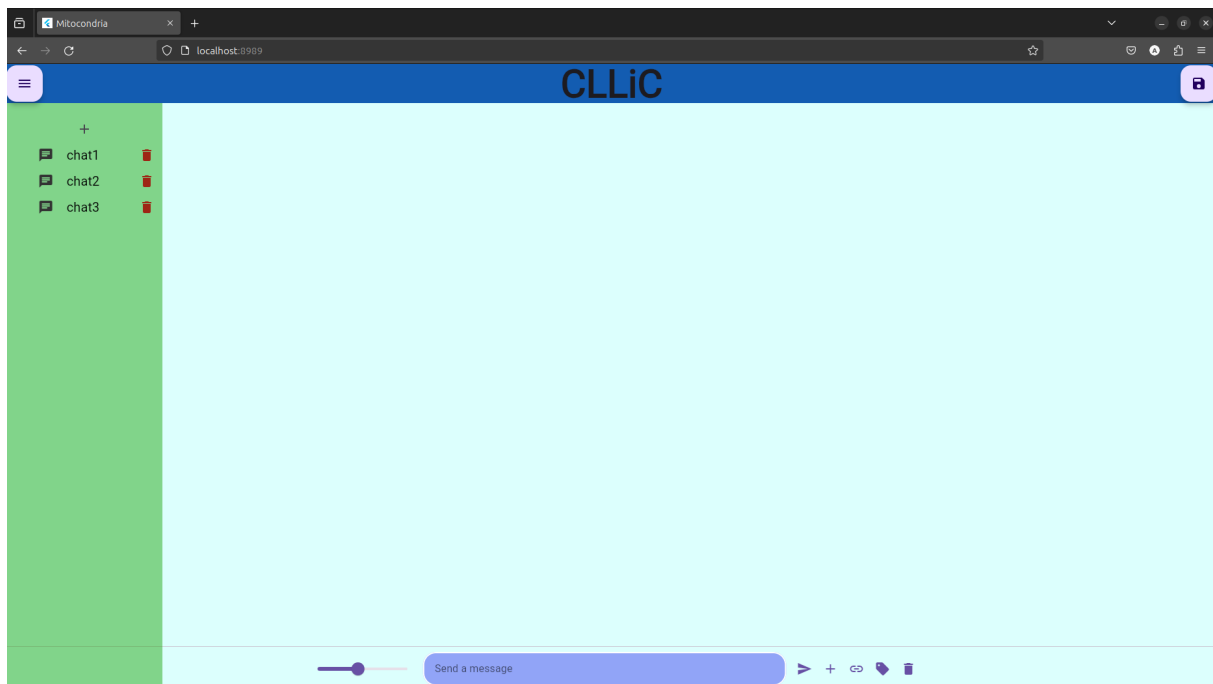 Mitocondria
localhost:8989
CLLiC
chat1
chat2
chat3
Send a message